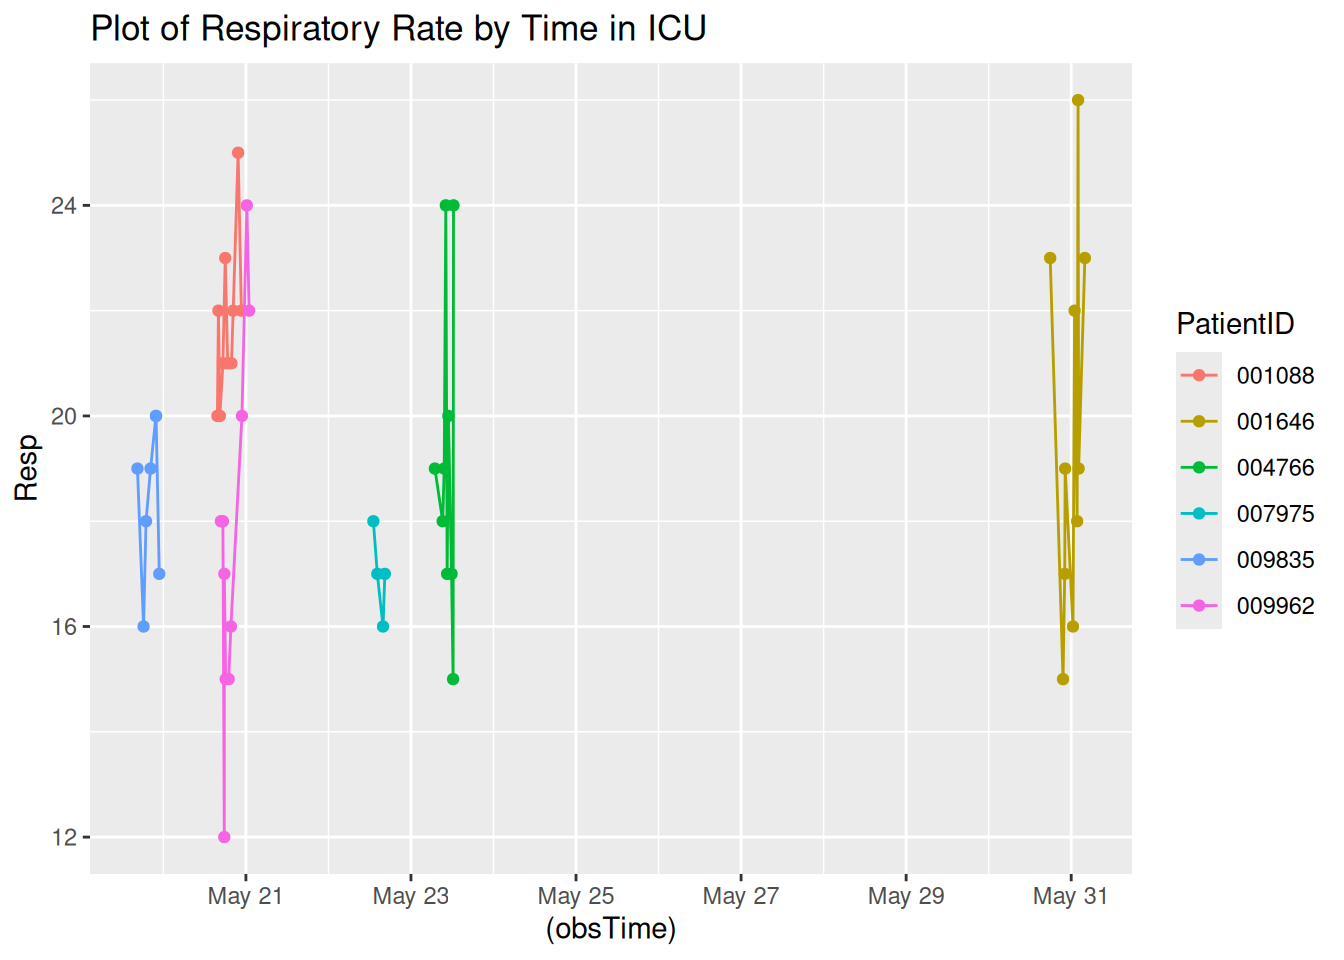 Plot of Respiratory Rate by Time in ICU
Resp
24
20
16
12
May 21
May 23
May 25
May 27
May 29
May 31
(obsTime)
PatientID
001088
001646
004766
007975
009835
009962